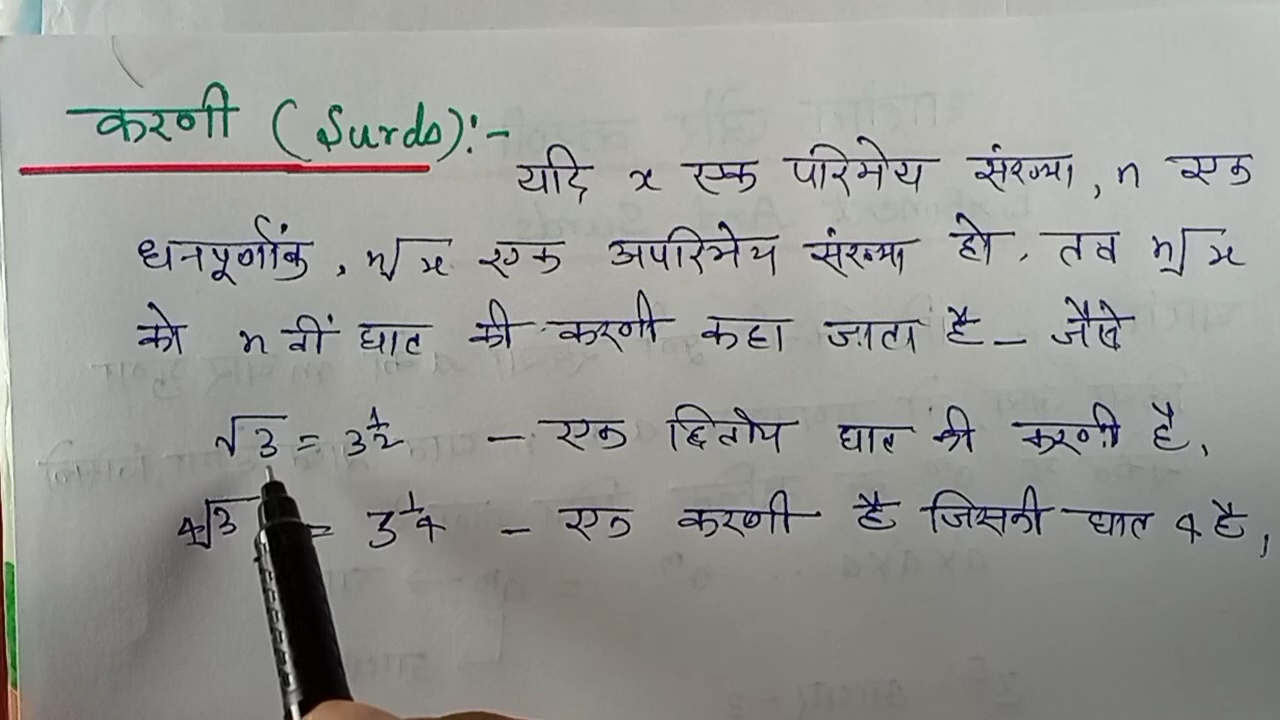 करणी (Surds):-
यदि x एक परिमेय संख्या, n एक
धनपूर्णांक, n√x एक अपरिमेय संख्या हो, तब n√x
को n वीं घात की करणी कहा जाता है – जैसे
√3 = 3^1/2 – एक द्वितीय घात की करणी है,
4√3 = 3^1/4 – एक करणी है जिसकी घात 4 है,